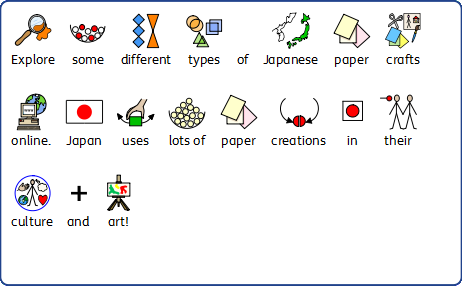 Explore some different types of Japanese paper crafts
online. Japan uses lots of paper creations in their
culture and art!